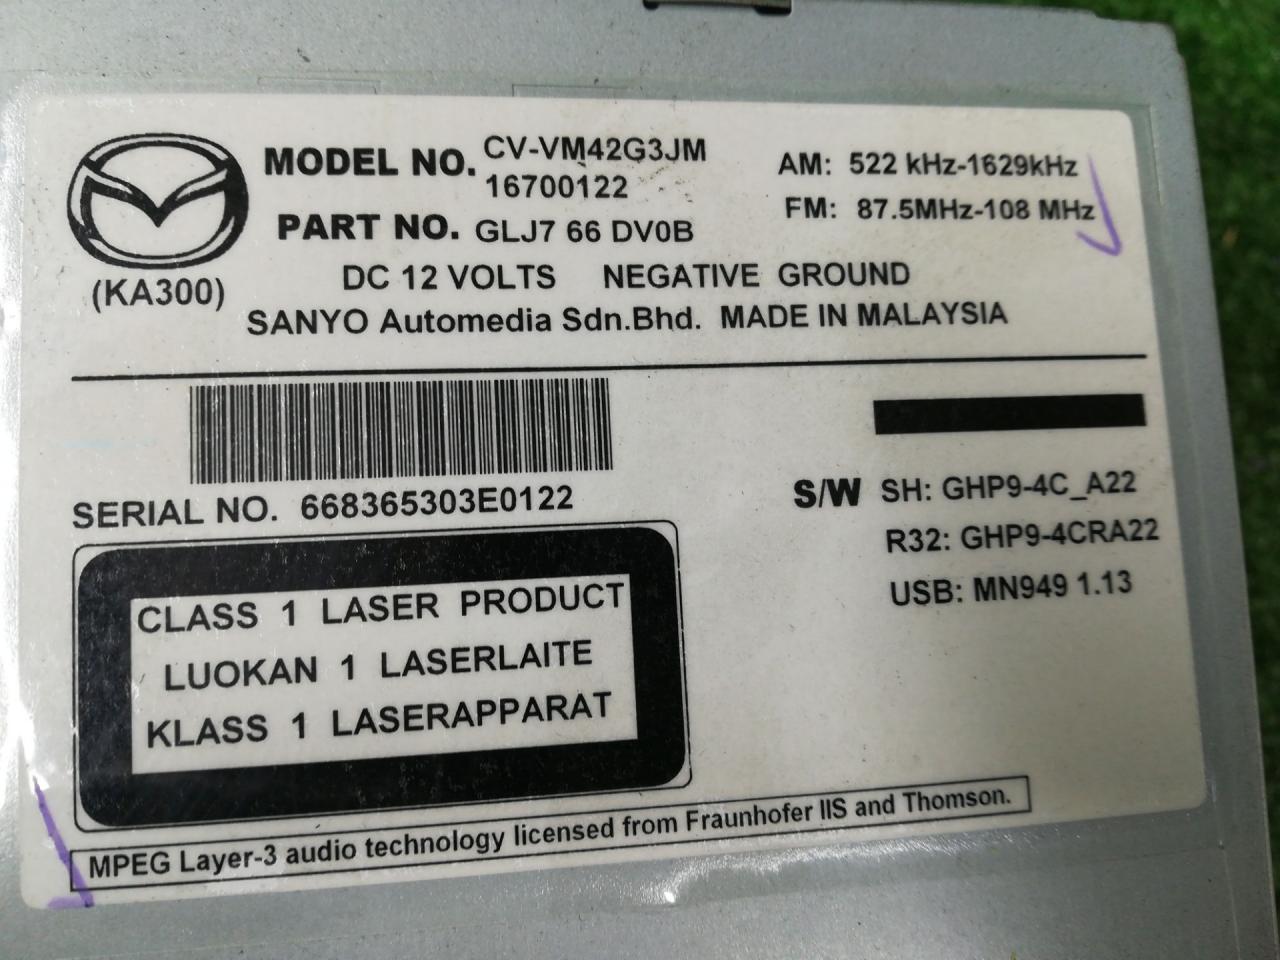 MODEL NO. CV-VM42G3JM
16700122
PART NO. GLJ7 66 DV0B
(KA300)
AM: 522 kHz-1629kHz
FM: 87.5MHz-108 MHz
DC 12 VOLTS NEGATIVE GROUND
SANYO Automedia Sdn.Bhd. MADE IN MALAYSIA
SERIAL NO. 668365303E0122
S/W SH: GHP9-4C_A22
R32: GHP9-4CRA22
USB: MN949 1.13
CLASS 1 LASER PRODUCT
LUOKAN 1 LASERLAITE
KLASS 1 LASERAPPARAT
MPEG Layer-3 audio technology licensed from Fraunhofer IIS and Thomson.